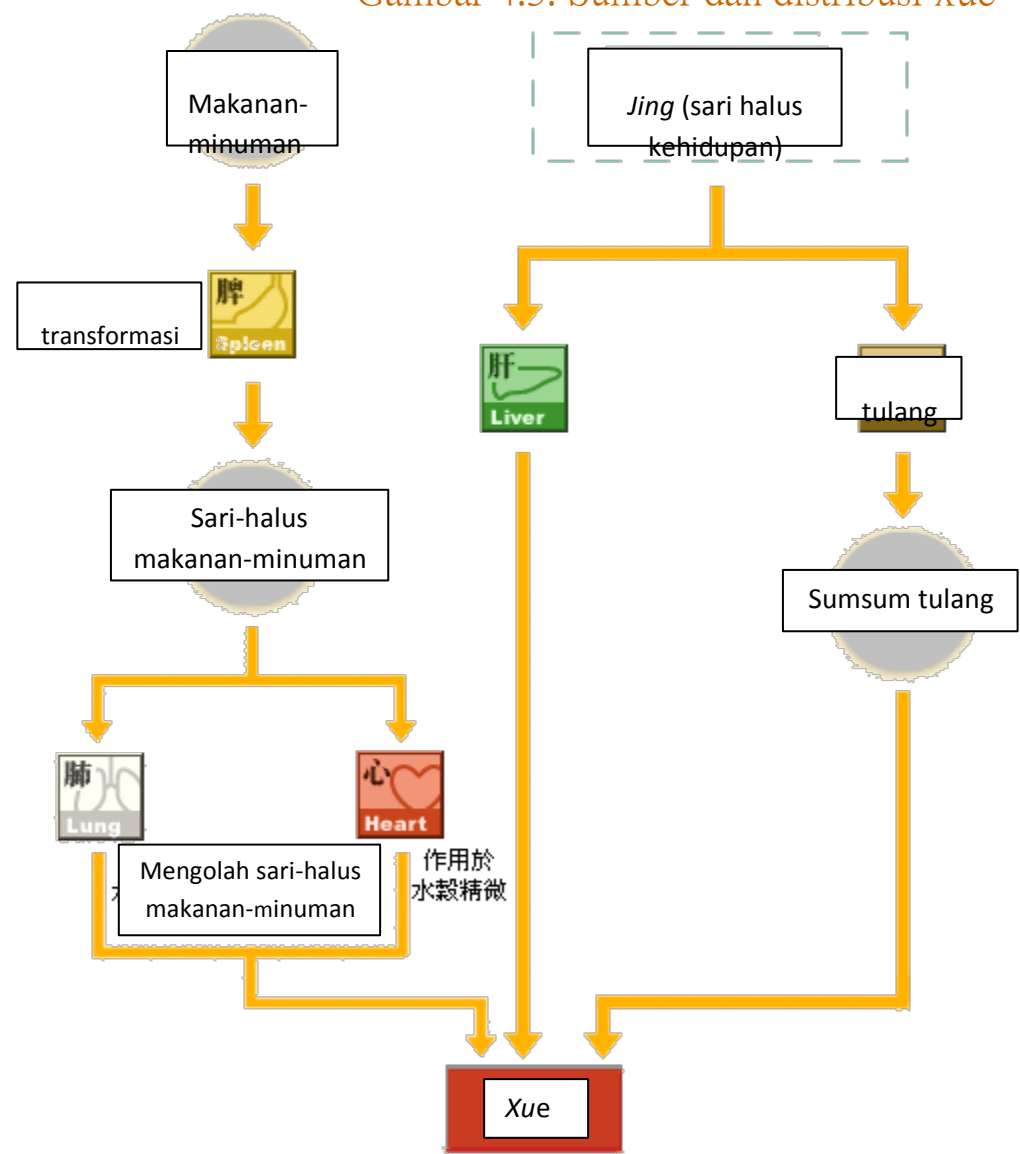 Gambar 4.3. Sumber dan distribusi xue
Makanan-
minuman
Jing (sari halus
kehidupan)
脾
Spleen
transformasi
肝
Liver
tulang
Sari-halus
makanan-minuman
Sumsum tulang
肺
Lung
心
Heart
Mengolah sari-halus
makanan-minuman
作用於
水穀精微
Xue